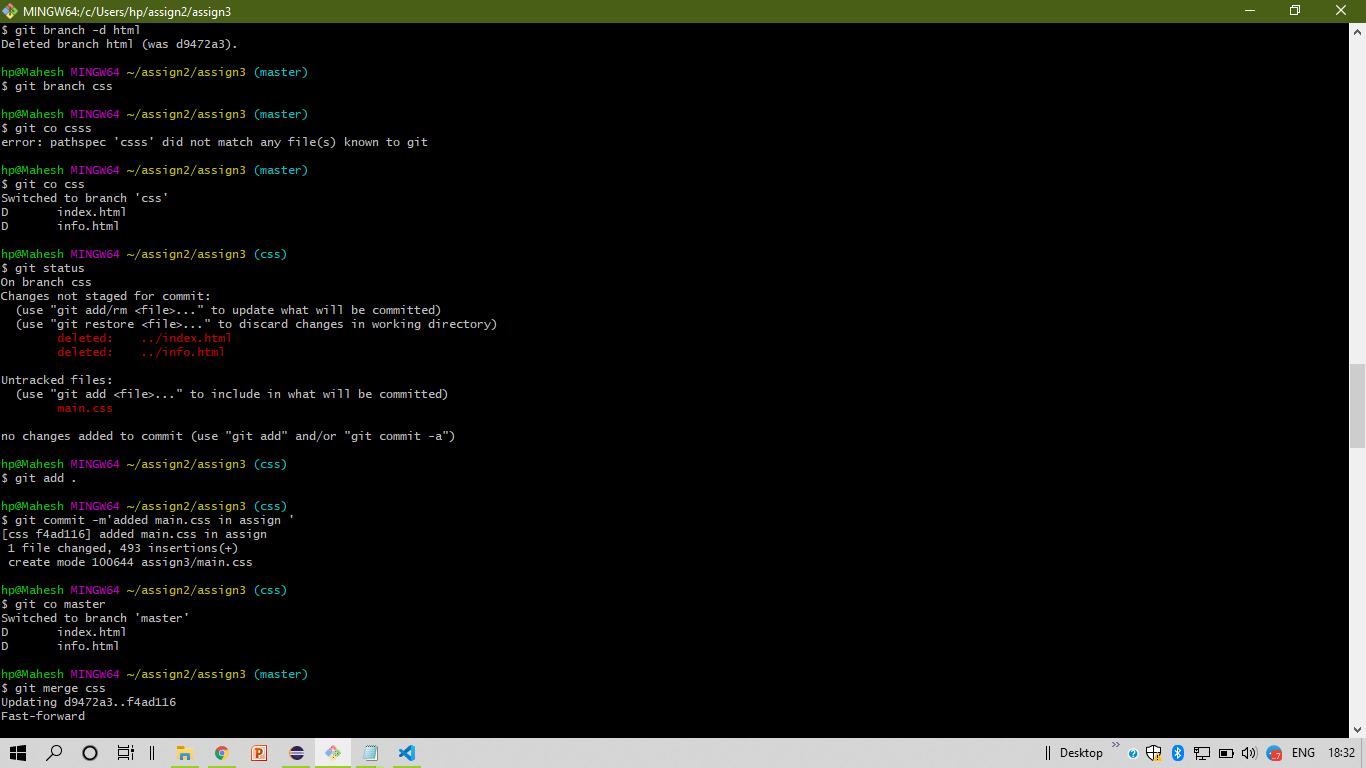 MINGW64:/c/Users/hp/assign2/assign3
$ git branch -d html
Deleted branch html (was d9472a3).
hp@Mahesh MINGW64 ~/assign2/assign3 (master)
$ git branch css
hp@Mahesh MINGW64 ~/assign2/assign3 (master)
$ git co csss
error: pathspec 'csss' did not match any file(s) known to git
hp@Mahesh MINGW64 ~/assign2/assign3 (master)
$ git co css
Switched to branch 'css'
D       index.html
D       info.html
hp@Mahesh MINGW64 ~/assign2/assign3 (css)
$ git status
On branch css
Changes not staged for commit:
  (use "git add/rm <file>..." to update what will be committed)
  (use "git restore <file>..." to discard changes in working directory)
        deleted:    ../index.html
        deleted:    ../info.html
Untracked files:
  (use "git add <file>..." to include in what will be committed)
        main.css
no changes added to commit (use "git add" and/or "git commit -a")
hp@Mahesh MINGW64 ~/assign2/assign3 (css)
$ git add .
hp@Mahesh MINGW64 ~/assign2/assign3 (css)
$ git commit -m'added main.css in assign '
[css f4ad116] added main.css in assign
 1 file changed, 493 insertions(+)
 create mode 100644 assign3/main.css
hp@Mahesh MINGW64 ~/assign2/assign3 (css)
$ git co master
Switched to branch 'master'
D       index.html
D       info.html
hp@Mahesh MINGW64 ~/assign2/assign3 (master)
$ git merge css
Updating d9472a3..f4ad116
Fast-forward
Desktop
ENG
18:32